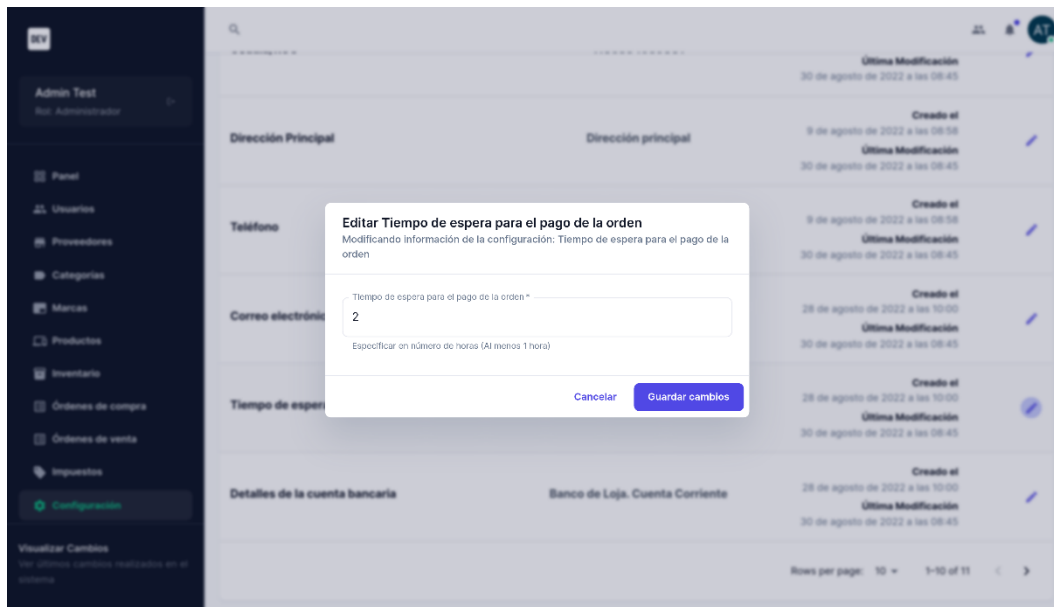 DEV
AT
Admin Test
Rol: Administrador
Panel
Usuarios
Proveedores
Categorías
Marcas
Productos
Inventario
Órdenes de compra
Órdenes de venta
Impuestos
Configuración
Visualizar Cambios
Ver últimos cambios realizados en el
sistema
Última Modificación
30 de agosto de 2022 a las 08:45
Dirección Principal
Dirección principal
Creado el
9 de agosto de 2022 a las 08:58
Última Modificación
30 de agosto de 2022 a las 08:45
Teléfono
Creado el
9 de agosto de 2022 a las 08:58
Última Modificación
30 de agosto de 2022 a las 08:45
Correo electrónic
Creado el
28 de agosto de 2022 a las 10:00
Última Modificación
30 de agosto de 2022 a las 08:45
Tiempo de esper
Creado el
28 de agosto de 2022 a las 10:00
Última Modificación
30 de agosto de 2022 a las 08:45
Detalles de la cuenta bancaria
Banco de Loja. Cuenta Corriente
Creado el
28 de agosto de 2022 a las 10:00
Última Modificación
30 de agosto de 2022 a las 08:45
Rows per page: 10 1–10 of 11
Editar Tiempo de espera para el pago de la orden
Modificando información de la configuración: Tiempo de espera para el pago de la
orden
Tiempo de espera para el pago de la orden *
2
Especificar en número de horas (Al menos 1 hora)
Cancelar
Guardar cambios